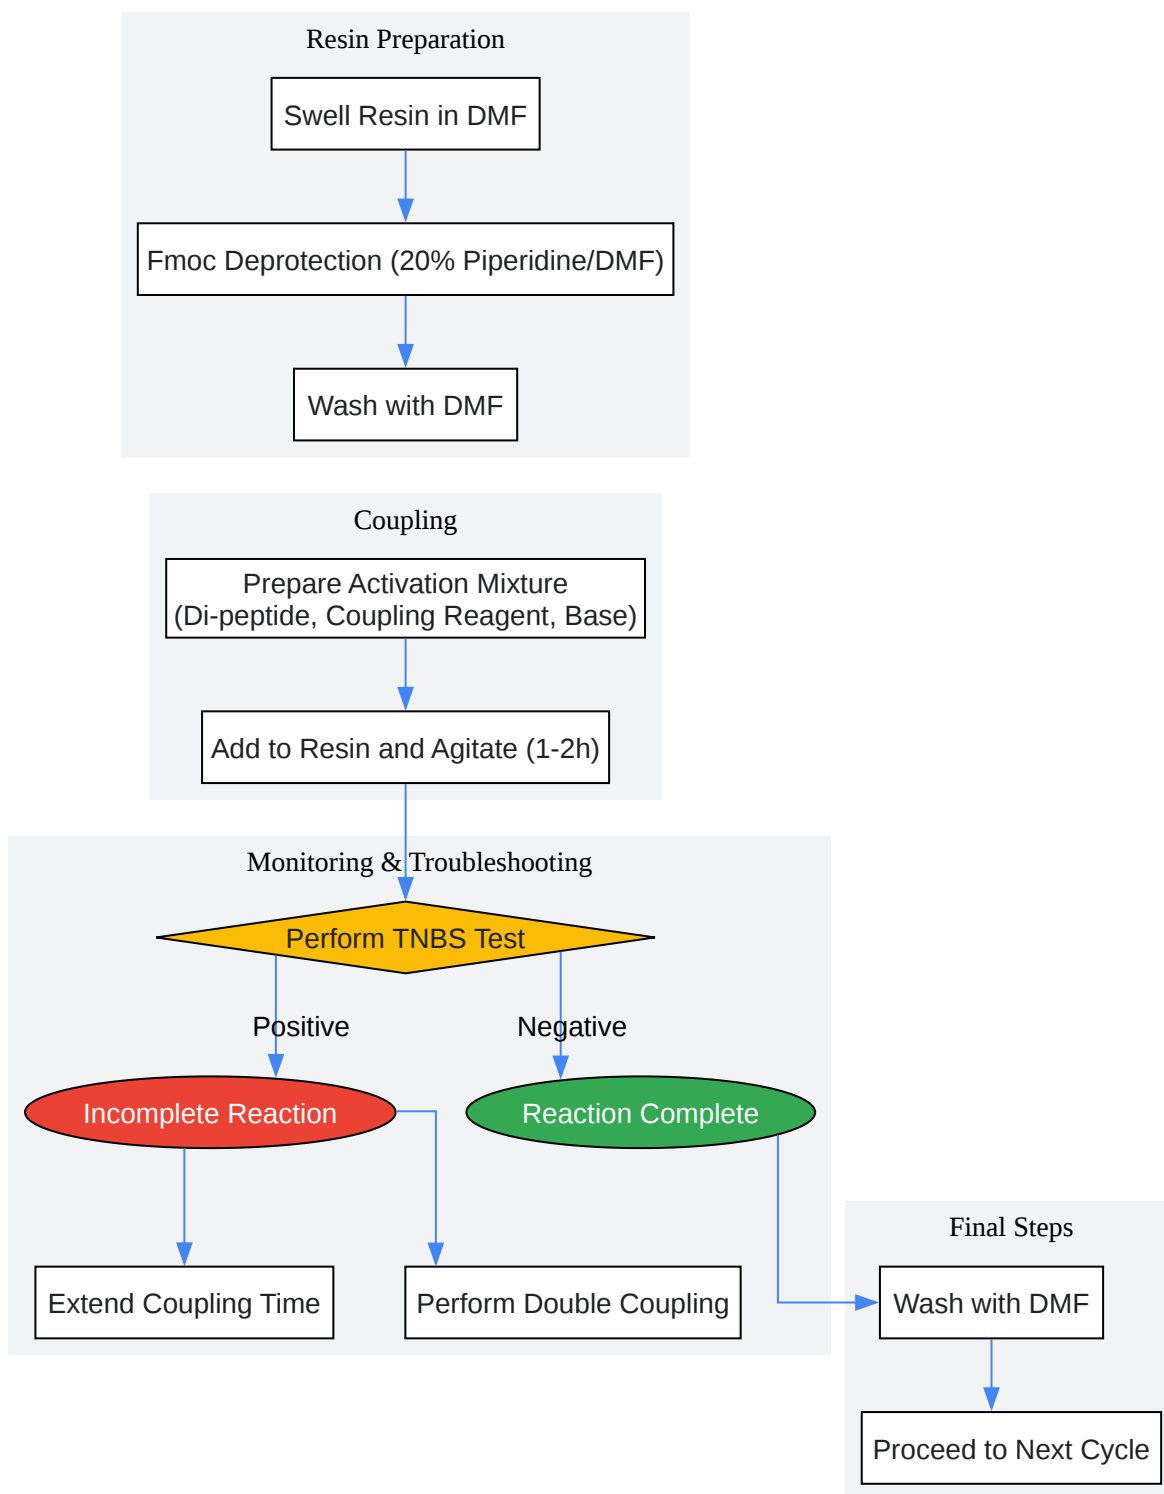 Resin Preparation
Swell Resin in DMF
Fmoc Deprotection (20% Piperidine/DMF)
Wash with DMF
Coupling
Prepare Activation Mixture
(Di-peptide, Coupling Reagent, Base)
Add to Resin and Agitate (1-2h)
Monitoring & Troubleshooting
Perform TNBS Test
Positive
Negative
Incomplete Reaction
Reaction Complete
Extend Coupling Time
Perform Double Coupling
Final Steps
Wash with DMF
Proceed to Next Cycle